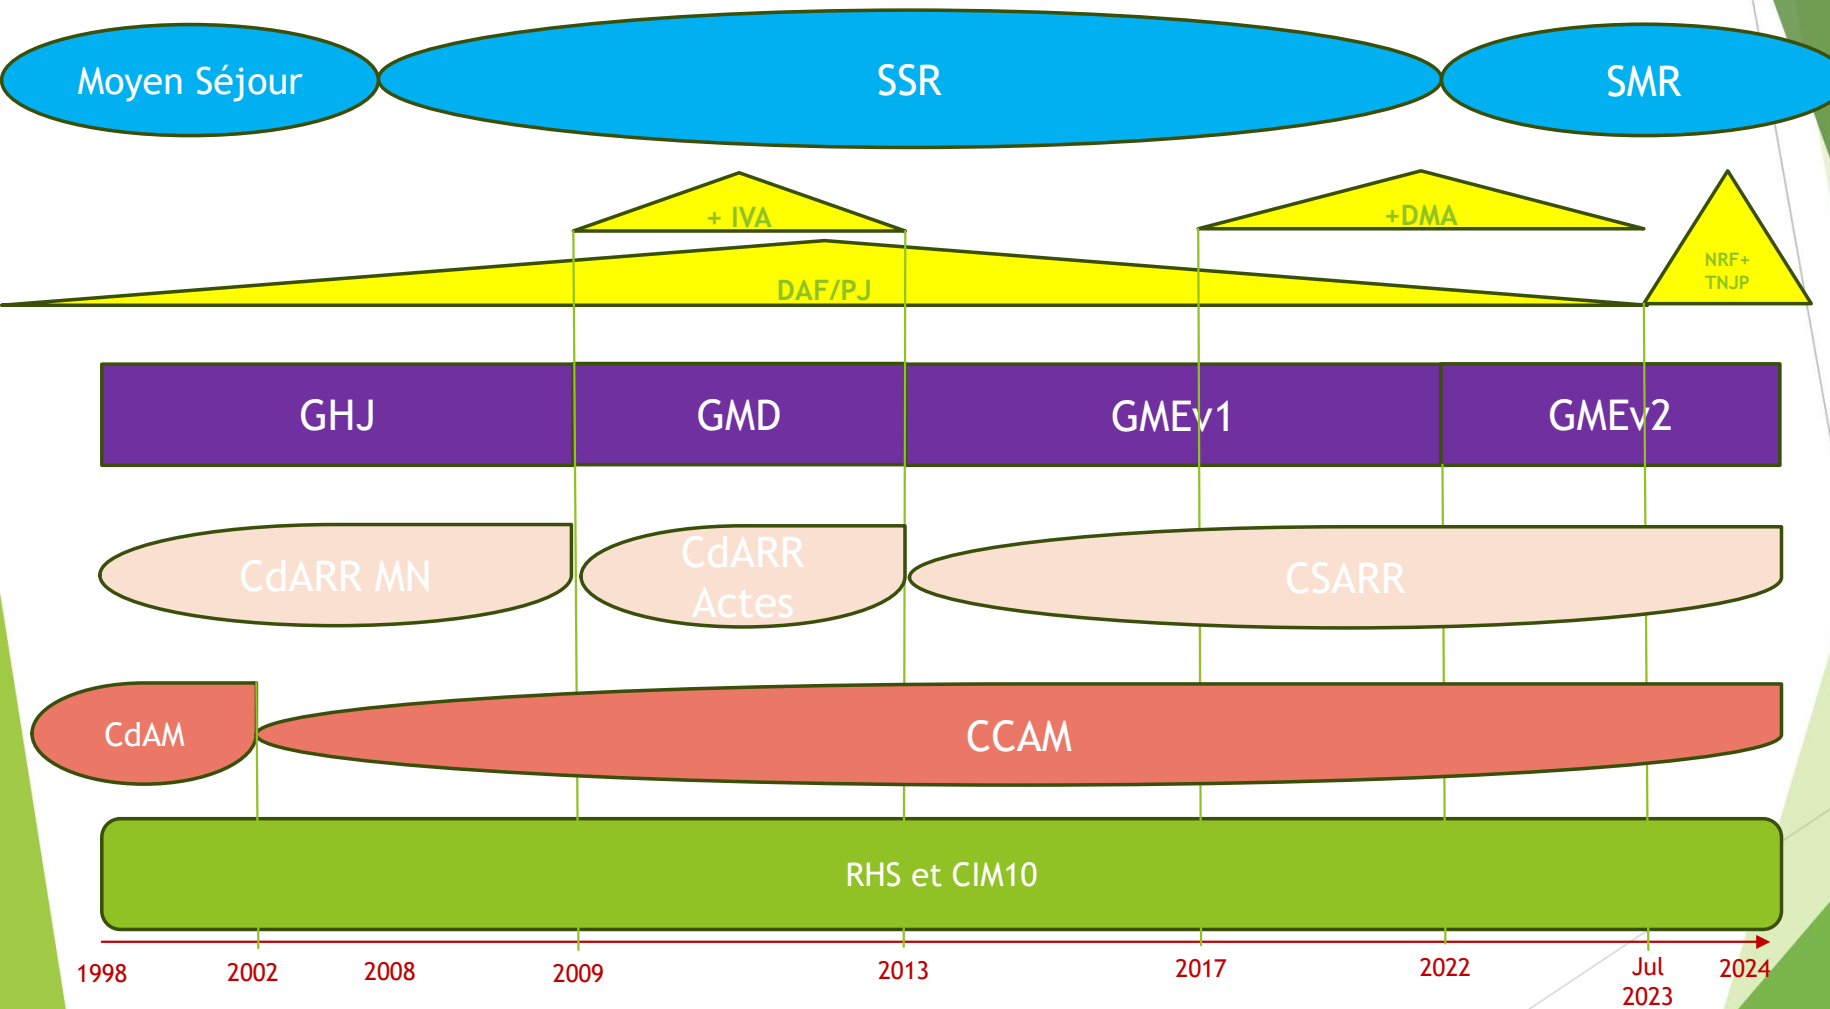 Moyen Séjour
SSR
SMR
+ IVA
+DMA
DAF/PJ
NRF+
TNJP
GHJ
GMD
GMEv1
GMEv2
CdARR MN
CdARR
Actes
CSARR
CdAM
CCAM
RHS et CIM10
1998
2002
2008
2009
2013
2017
2022
Jul
2023
2024